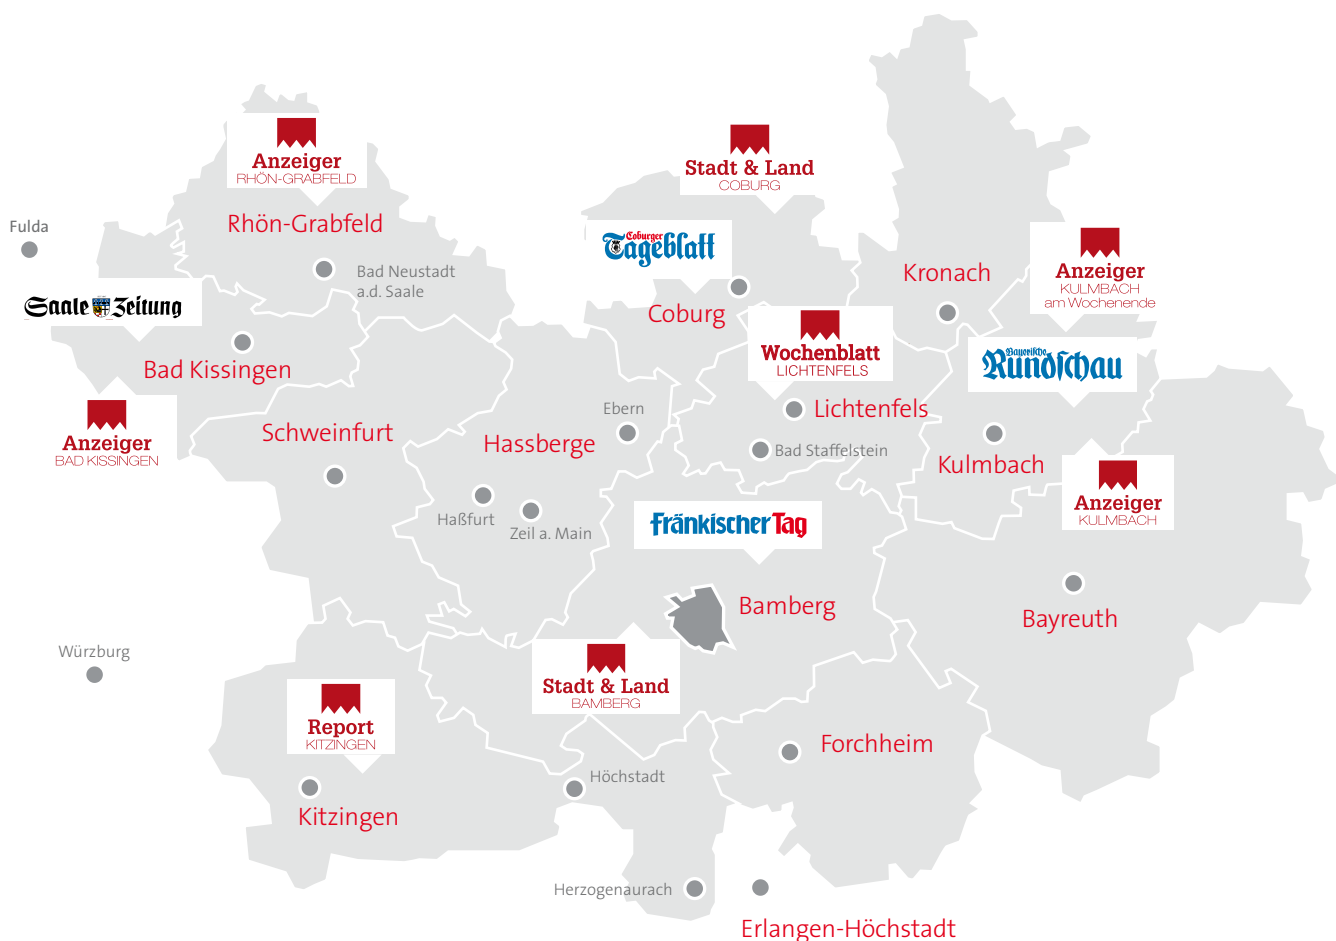 Anzeiger
RHÖN-GRABFELD
Stadt & Land
COBURG
Rhön-Grabfeld
Fulda
Coburger
Tageblatt
Anzeiger
KULMBACH
am Wochenende
Bad Neustadt
a.d. Saale
Kronach
Saale Zeitung
Coburg
Wochenblatt
LICHTENFELS
Bayerische
Rundschau
Bad Kissingen
Anzeiger
BAD KISSINGEN
Schweinfurt
Hassberge
Ebern
Lichtenfels
Bad Staffelstein
Kulmbach
Anzeiger
KULMBACH
Haßfurt
Zeil a. Main
Fränkischer Tag
Bamberg
Bayreuth
Würzburg
Stadt & Land
BAMBERG
Report
KITZINGEN
Forchheim
Höchstadt
Kitzingen
Herzogenaurach
Erlangen-Höchstadt